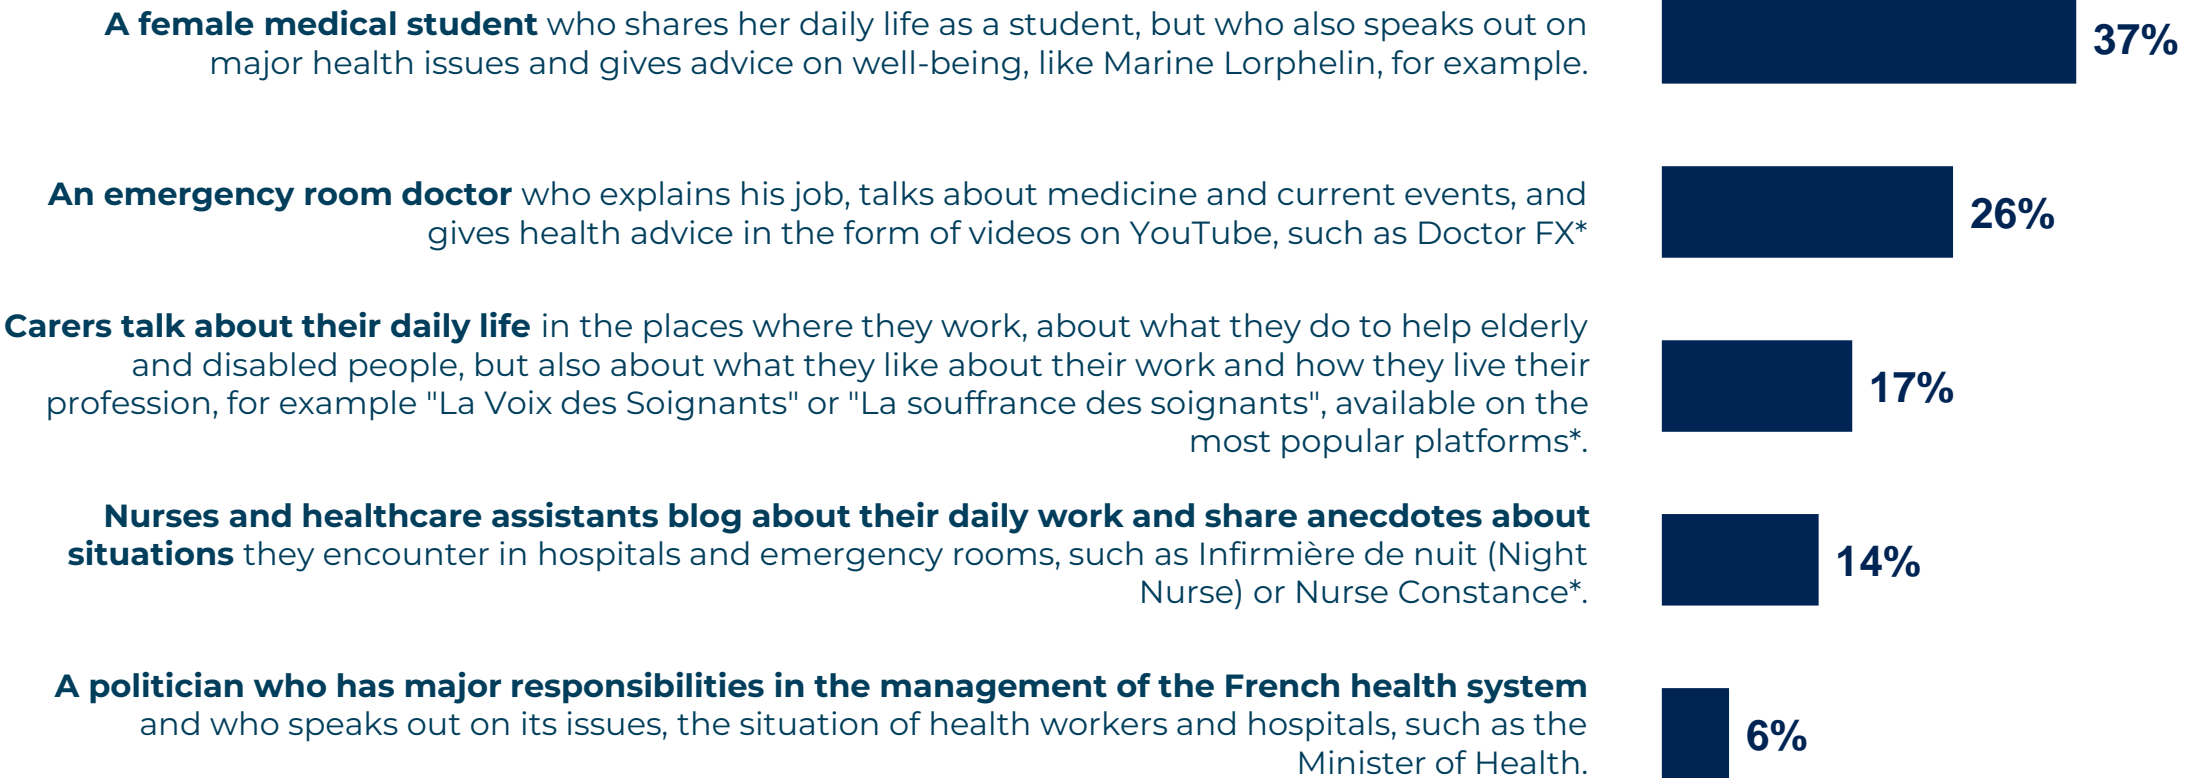 A female medical student who shares her daily life as a student, but who also speaks out on
major health issues and gives advice on well-being, like Marine Lorphelin, for example.
37%
An emergency room doctor who explains his job, talks about medicine and current events, and
gives health advice in the form of videos on YouTube, such as Doctor FX*
26%
Carers talk about their daily life in the places where they work, about what they do to help elderly
and disabled people, but also about what they like about their work and how they live their
profession, for example "La Voix des Soignants" or "La souffrance des soignants", available on the
most popular platforms*.
17%
Nurses and healthcare assistants blog about their daily work and share anecdotes about
situations they encounter in hospitals and emergency rooms, such as Infirmière de nuit (Night
Nurse) or Nurse Constance*.
14%
A politician who has major responsibilities in the management of the French health system
and who speaks out on its issues, the situation of health workers and hospitals, such as the
Minister of Health.
6%